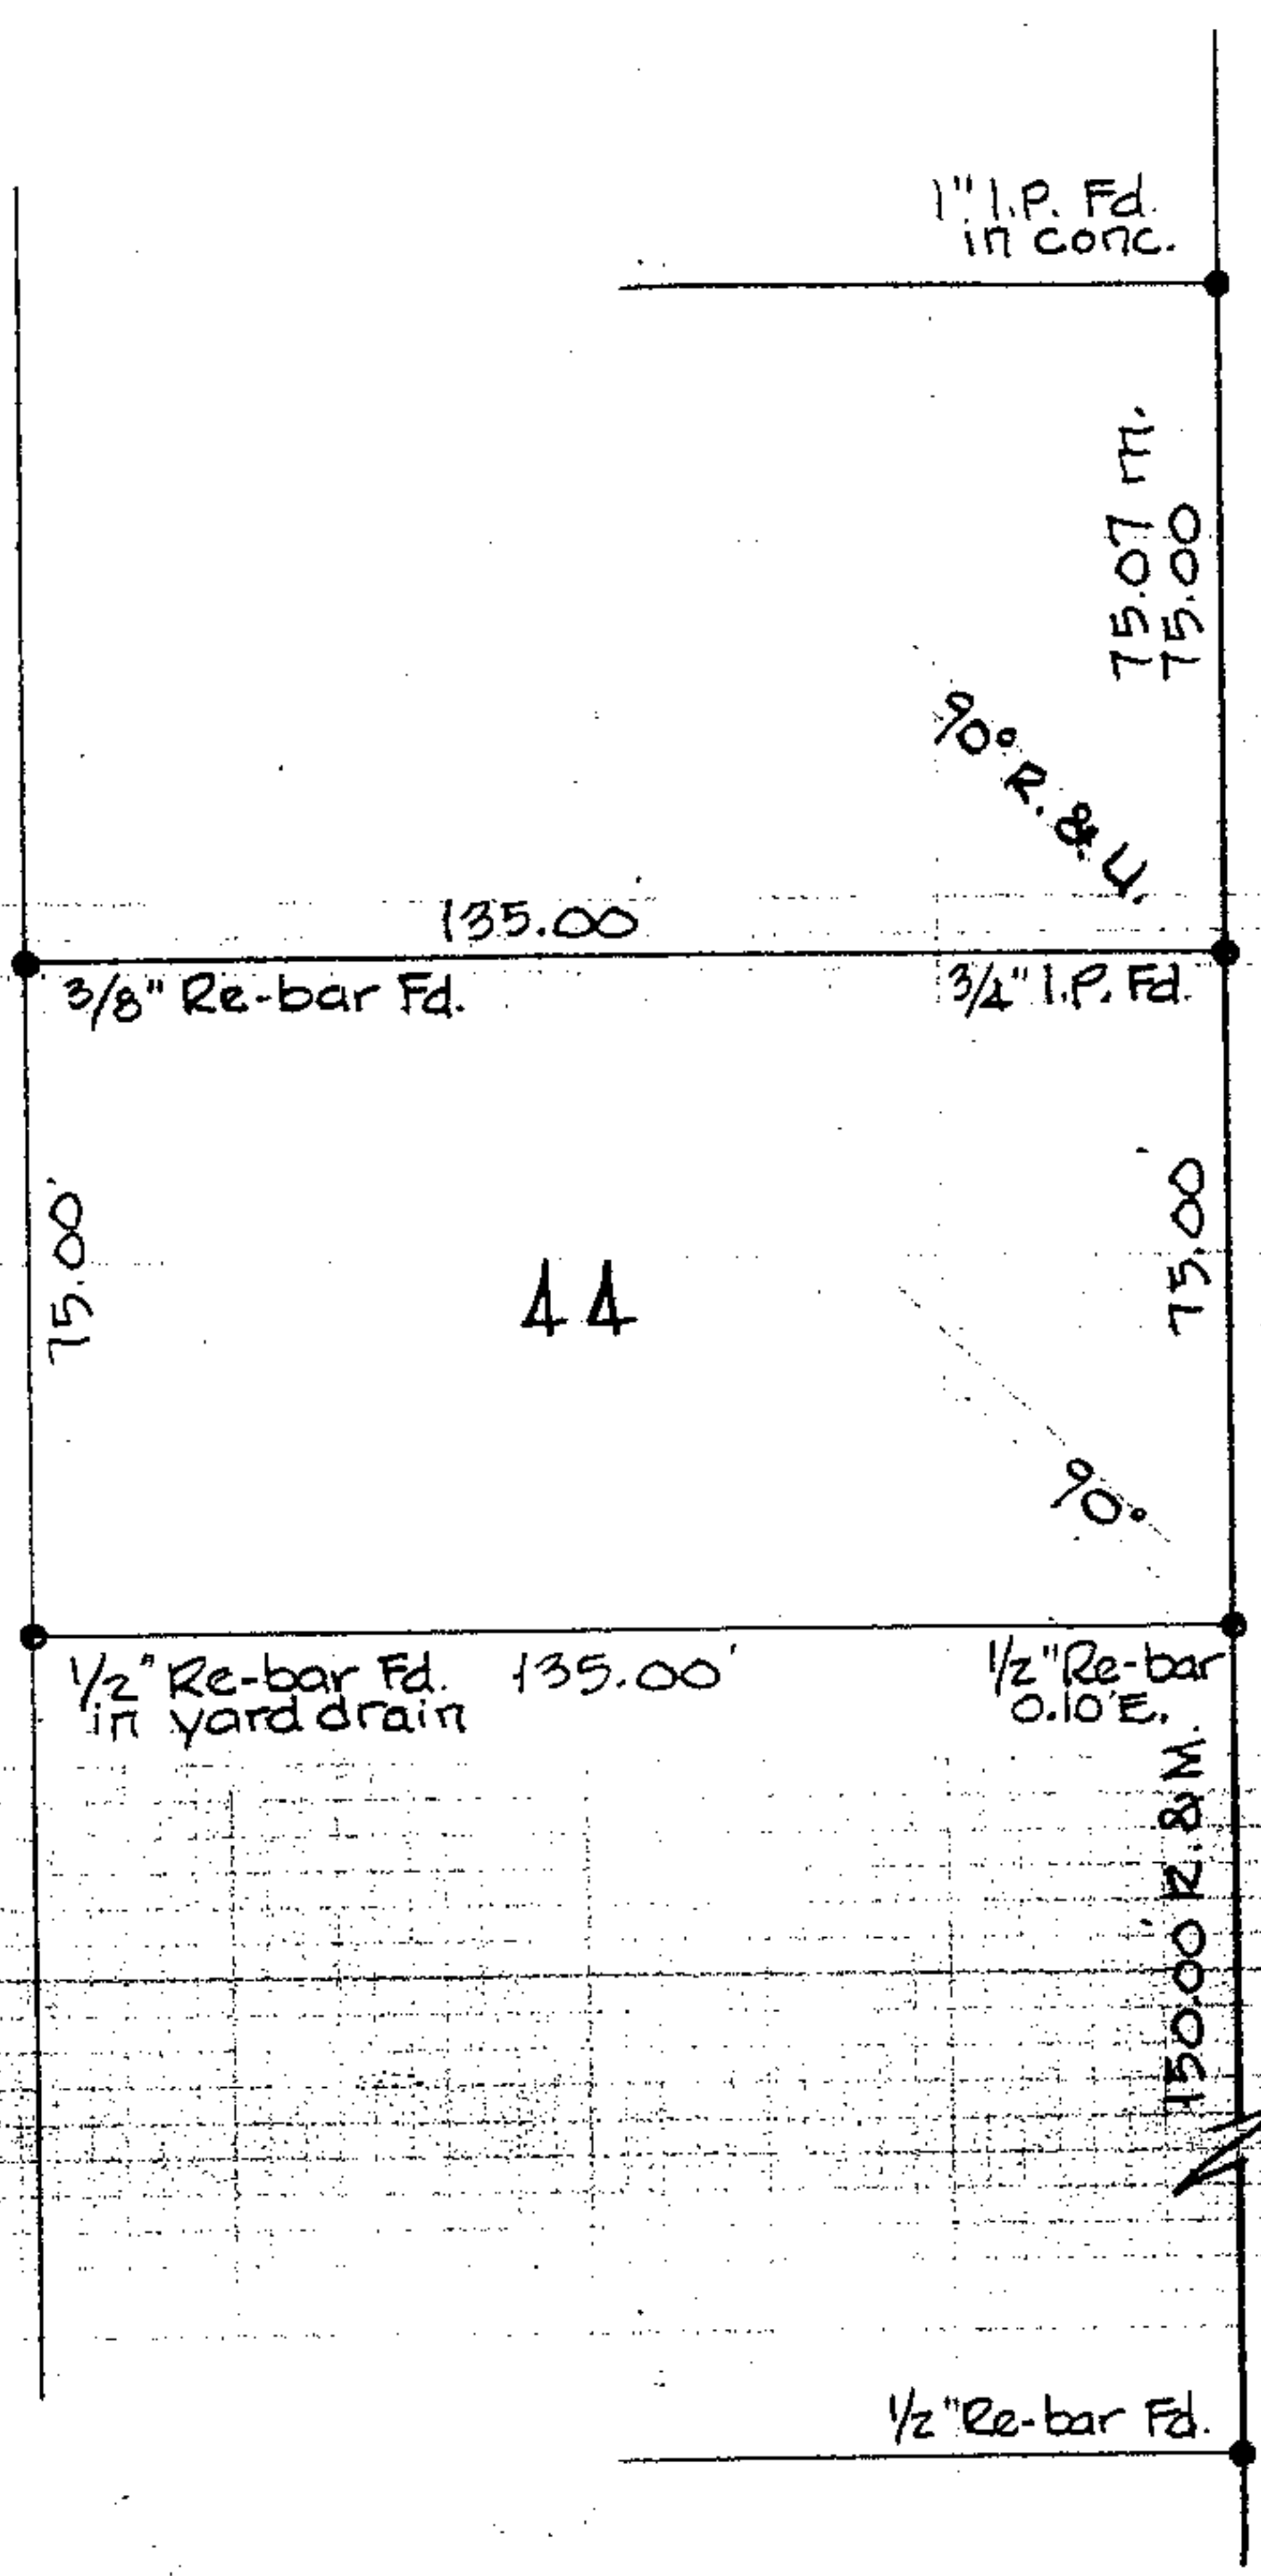 1" I.P. Fd.
in conc.
75.07 m.
75.00
90° R. & U.
135.00
3/8" Re-bar Fd.
3/4" I.P. Fd.
75.00'
44
75.00'
90°
1/2" Re-bar Fd.
in yard drain
135.00'
1/2" Re-bar
0.10' E.
150.00' R. & M.
1/2" Re-bar Fd.